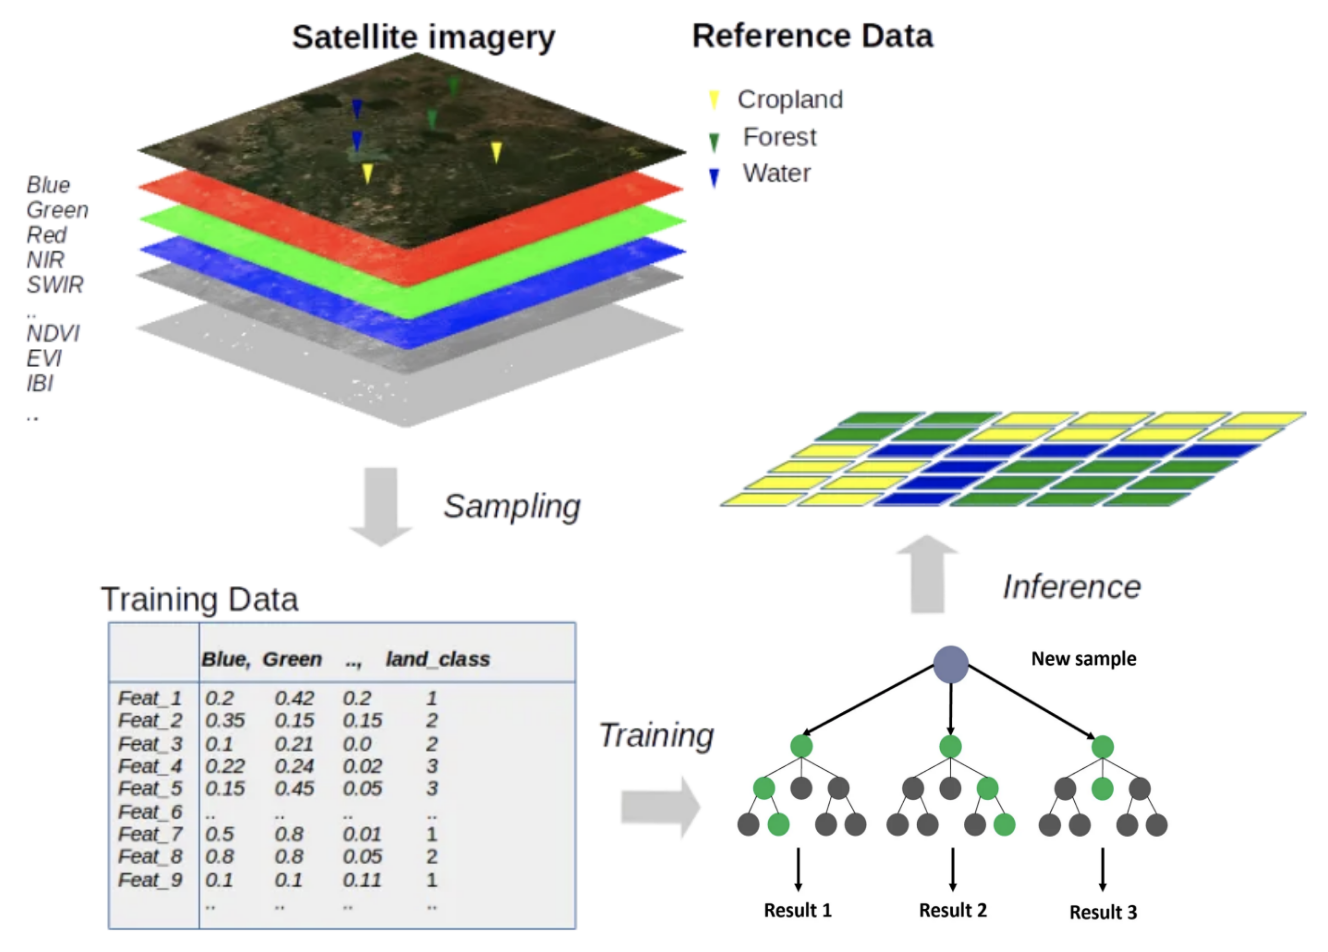 Satellite imagery
Reference Data
Cropland
Forest
Water
Blue
Green
Red
NIR
SWIR
..
NDVI
EVI
IBI
..
Sampling
Training Data
Blue, Green .., land_class
Feat_1 0.2 0.42 0.2 1
Feat_2 0.35 0.15 0.15 2
Feat_3 0.1 0.21 0.0 2
Feat_4 0.22 0.24 0.02 3
Feat_5 0.15 0.45 0.05 3
Feat_6 .. .. .. ..
Feat_7 0.5 0.8 0.01 1
Feat_8 0.8 0.8 0.05 2
Feat_9 0.1 0.1 0.11 1
.. .. .. ..
Training
Inference
New sample
Result 1
Result 2
Result 3